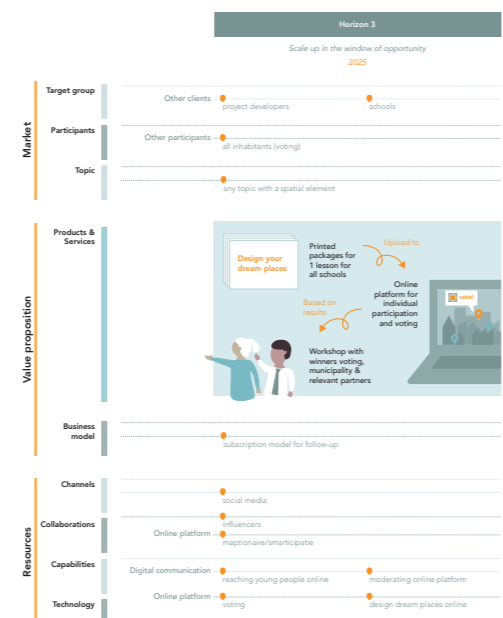 Horizon 3
Scale up in the window of opportunity
2025
Market
Target group
Other clients
project developers
schools
Participants
Other participants
all inhabitants (voting)
Topic
any topic with a spatial element
Value proposition
Products &
Services
Design your
dream places
Printed
packages for
1 lesson for
all schools
Upload to
Online
platform for
individual
participation
and voting
vote!
Based on
results
Workshop with
winners voting,
municipality &
relevant partners
Business
model
subscription model for follow-up
Resources
Channels
social media
Collaborations
influencers
Online platform
maptionaire/smarticipatie
Capabilities
Digital communication
reaching young people online
moderating online platform
Technology
Online platform
voting
design dream places online